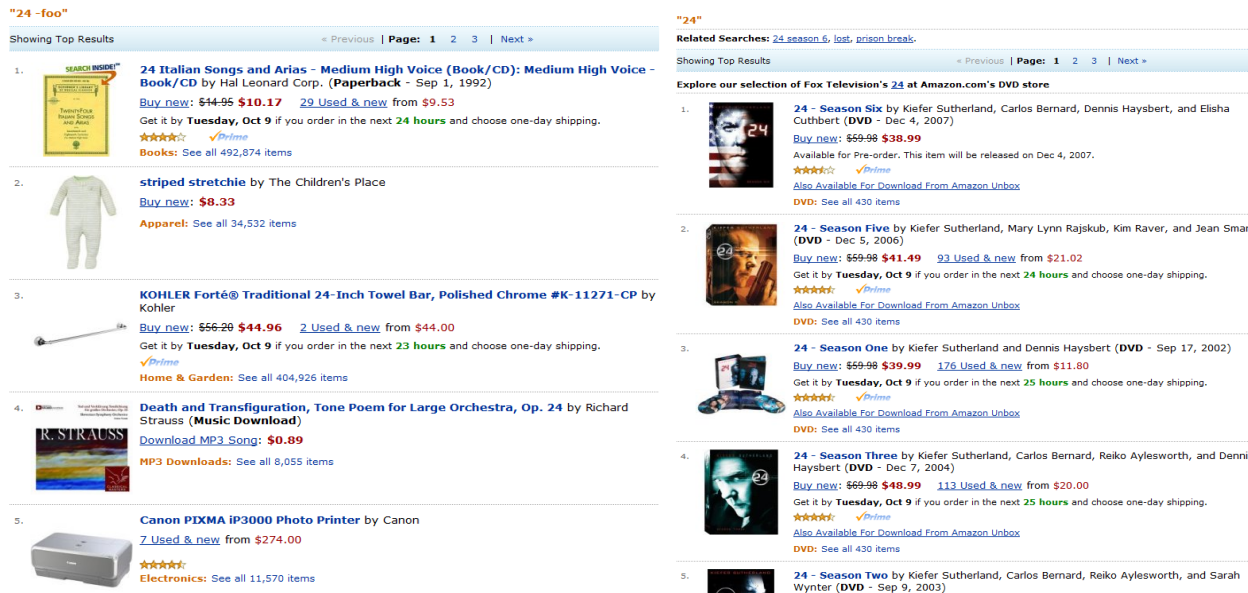 "24 -foo"
Showing Top Results « Previous | Page: 1 2 3 | Next »
1.
SEARCH INSIDE!™
TWENTY-FOUR
ITALIAN SONGS
AND ARIAS
24 Italian Songs and Arias - Medium High Voice (Book/CD): Medium High Voice -
Book/CD by Hal Leonard Corp. (Paperback - Sep 1, 1992)
Buy new: $14.95 $10.17 29 Used & new from $9.53
Get it by Tuesday, Oct 9 if you order in the next 24 hours and choose one-day shipping.
Prime
Books: See all 492,874 items
2.
striped stretchie by The Children's Place
Buy new: $8.33
Apparel: See all 34,532 items
3.
KOHLER Forté® Traditional 24-Inch Towel Bar, Polished Chrome #K-11271-CP by
Kohler
Buy new: $56.20 $44.96 2 Used & new from $44.00
Get it by Tuesday, Oct 9 if you order in the next 23 hours and choose one-day shipping.
Prime
Home & Garden: See all 404,926 items
4.
R. STRAUSS
Death and Transfiguration, Tone Poem for Large Orchestra, Op. 24 by Richard
Strauss (Music Download)
Download MP3 Song: $0.89
MP3 Downloads: See all 8,055 items
5.
Canon PIXMA iP3000 Photo Printer by Canon
7 Used & new from $274.00
Electronics: See all 11,570 items
"24"
Related Searches: 24 season 6, lost, prison break.
Showing Top Results « Previous | Page: 1 2 3 | Next »
Explore our selection of Fox Television's 24 at Amazon.com's DVD store
1.
24
24 - Season Six by Kiefer Sutherland, Carlos Bernard, Dennis Haysbert, and Elisha
Cuthbert (DVD - Dec 4, 2007)
Buy new: $59.98 $38.99
Available for Pre-order. This item will be released on Dec 4, 2007.
Prime
Also Available For Download From Amazon Unbox
DVD: See all 430 items
2.
KIEFER SUTHERLAND
24
24 - Season Five by Kiefer Sutherland, Mary Lynn Rajskub, Kim Raver, and Jean Smar
(DVD - Dec 5, 2006)
Buy new: $59.98 $41.49 93 Used & new from $21.02
Get it by Tuesday, Oct 9 if you order in the next 24 hours and choose one-day shipping.
Prime
Also Available For Download From Amazon Unbox
DVD: See all 430 items
3.
24 - Season One by Kiefer Sutherland and Dennis Haysbert (DVD - Sep 17, 2002)
Buy new: $59.98 $39.99 176 Used & new from $11.80
Get it by Tuesday, Oct 9 if you order in the next 25 hours and choose one-day shipping.
Prime
Also Available For Download From Amazon Unbox
DVD: See all 430 items
4.
24
24 - Season Three by Kiefer Sutherland, Carlos Bernard, Reiko Aylesworth, and Denni
Haysbert (DVD - Dec 7, 2004)
Buy new: $69.98 $48.99 113 Used & new from $20.00
Get it by Tuesday, Oct 9 if you order in the next 25 hours and choose one-day shipping.
Prime
Also Available For Download From Amazon Unbox
DVD: See all 430 items
5.
24 - Season Two by Kiefer Sutherland, Carlos Bernard, Reiko Aylesworth, and Sarah
Wynter (DVD - Sep 9, 2003)